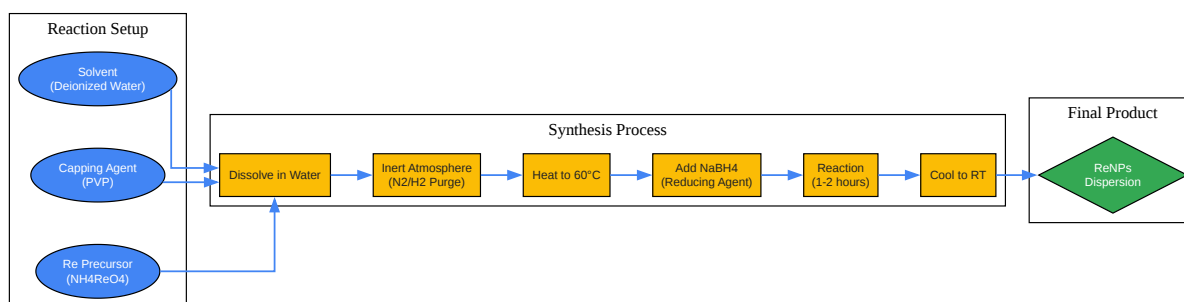 Reaction Setup
Solvent
(Deionized Water)
Capping Agent
(PVP)
Re Precursor
(NH4ReO4)
Synthesis Process
Dissolve in Water
Inert Atmosphere
(N2/H2 Purge)
Heat to 60°C
Add NaBH4
(Reducing Agent)
Reaction
(1-2 hours)
Cool to RT
Final Product
ReNPs
Dispersion